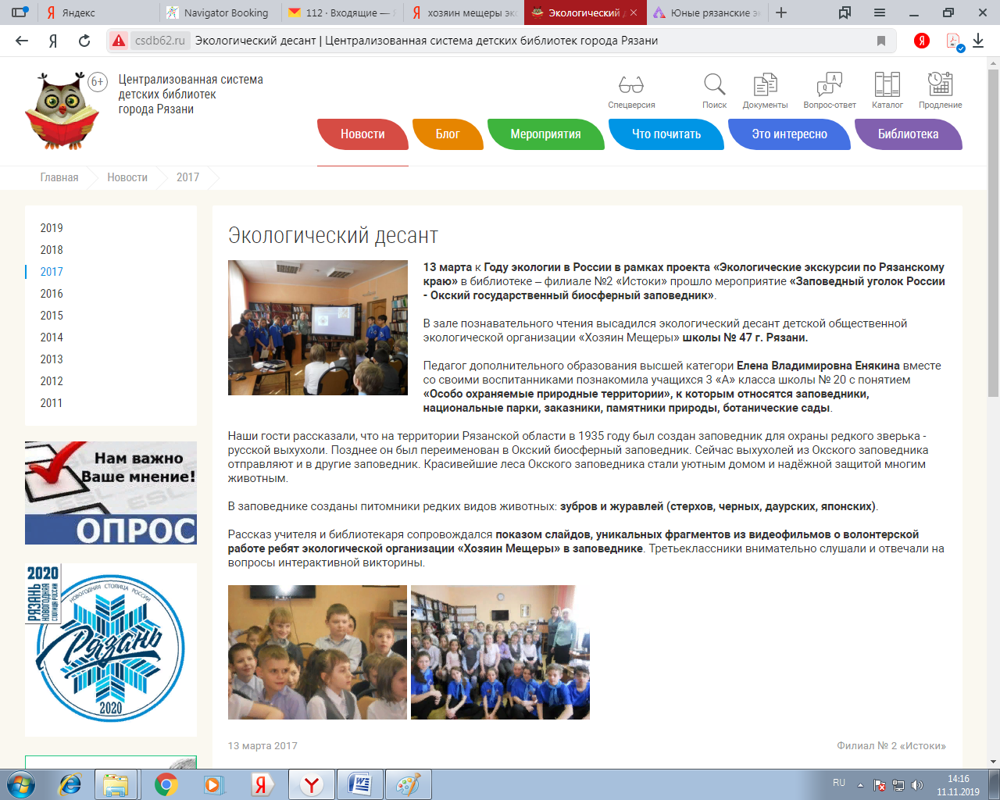 Яндекс
Navigator Booking
112 · Входящие —
хозяин мещеры эк
Экологический д
Юные рязанские э
csdb62.ru Экологический десант | Централизованная система детских библиотек города Рязани
6+
Централизованная система
детских библиотек
города Рязани
Спецверсия
Поиск
Документы
Вопрос-ответ
Каталог
Продление
Новости
Блог
Мероприятия
Что почитать
Это интересно
Библиотека
Главная
Новости
2017
2019
2018
2017
2016
2015
2014
2013
2012
2011
Нам важно
Ваше мнение!
ОПРОС
2020
РЯЗАНЬ
НОВОГОДНЯЯ
СТОЛИЦА РОССИИ
НОВОГОДНЯЯ СТОЛИЦА РОССИИ
Рязань
2020
Экологический десант
13 марта к Году экологии в России в рамках проекта «Экологические экскурсии по Рязанскому
краю» в библиотеке – филиале №2 «Истоки» прошло мероприятие «Заповедный уголок России
- Окский государственный биосферный заповедник».
В зале познавательного чтения высадился экологический десант детской общественной
экологической организации «Хозяин Мещеры» школы № 47 г. Рязани.
Педагог дополнительного образования высшей категори Елена Владимировна Енякина вместе
со своими воспитанниками познакомила учащихся 3 «А» класса школы № 20 с понятием
«Особо охраняемые природные территории», к которым относятся заповедники,
национальные парки, заказники, памятники природы, ботанические сады.
Наши гости рассказали, что на территории Рязанской области в 1935 году был создан заповедник для охраны редкого зверька -
русской выхухоли. Позднее он был переименован в Окский биосферный заповедник. Сейчас выхухолей из Окского заповедника
отправляют и в другие заповедник. Красивейшие леса Окского заповедника стали уютным домом и надёжной защитой многим
животным.
В заповеднике созданы питомники редких видов животных: зубров и журавлей (стерхов, черных, даурских, японских).
Рассказ учителя и библиотекаря сопровождался показом слайдов, уникальных фрагментов из видеофильмов о волонтерской
работе ребят экологической организации «Хозяин Мещеры» в заповеднике. Третьеклассники внимательно слушали и отвечали на
вопросы интерактивной викторины.
13 марта 2017
Филиал № 2 «Истоки»
RU
14:16
11.11.2019